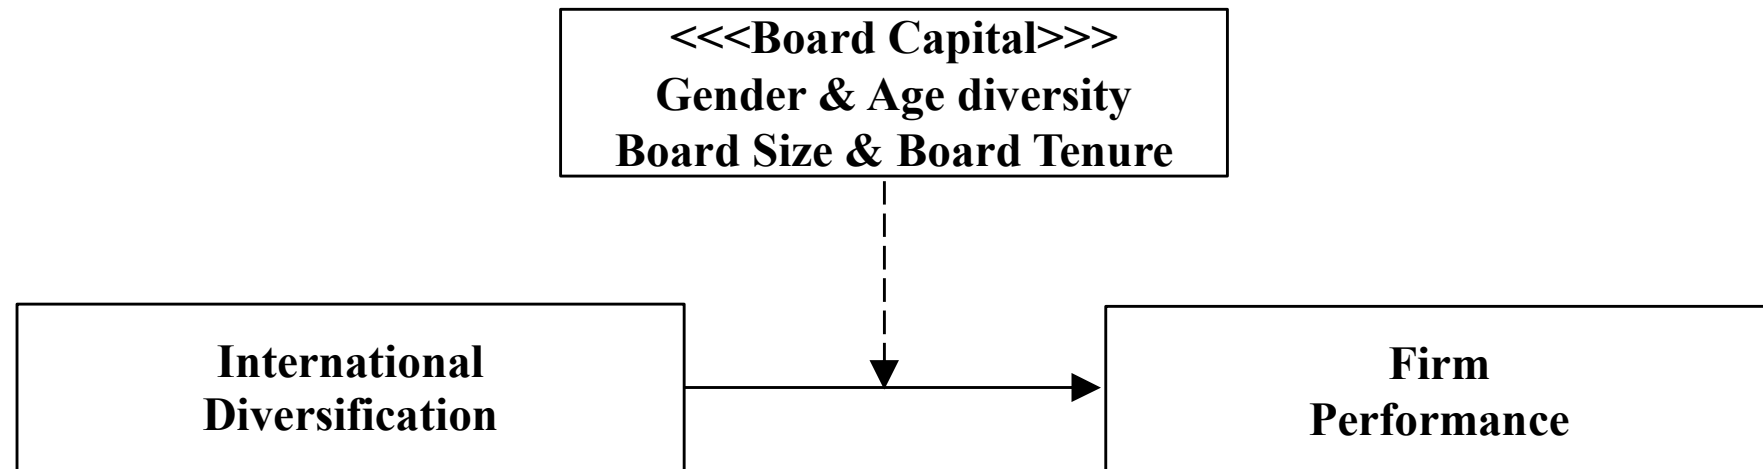 <<<Board Capital>>>
Gender & Age diversity
Board Size & Board Tenure
International
Diversification
Firm
Performance